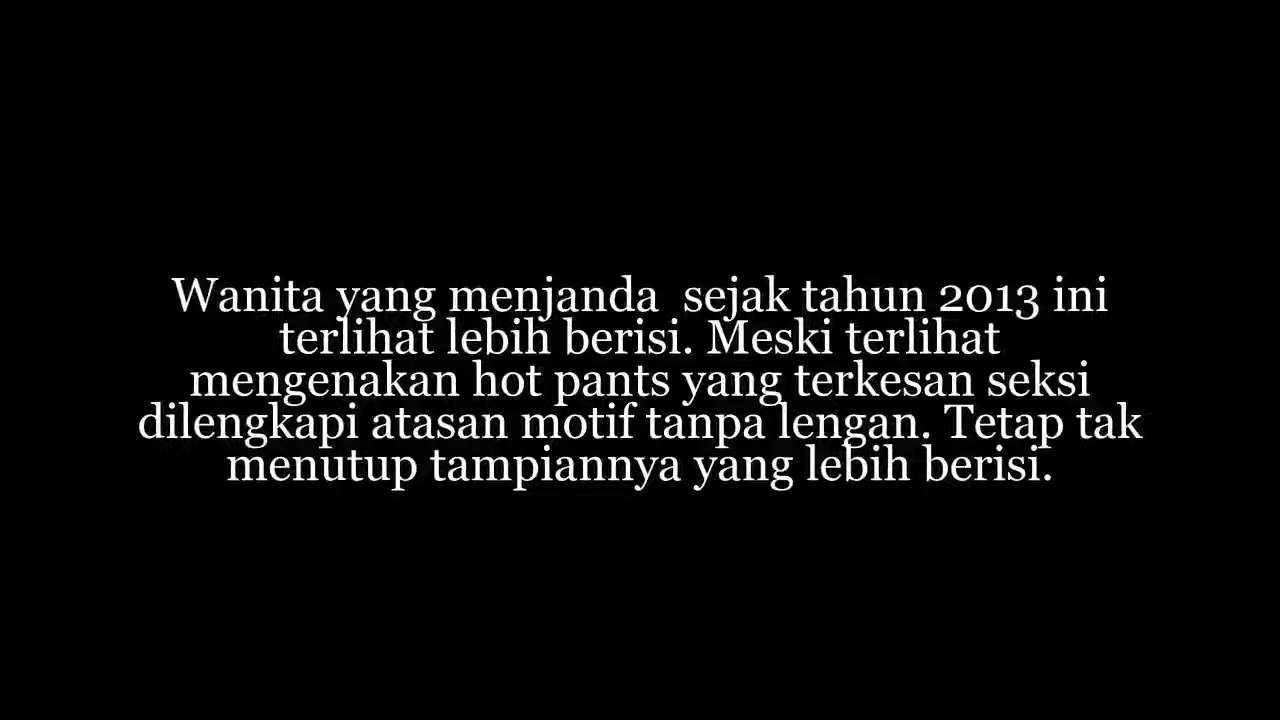 Wanita yang menjanda  sejak tahun 2013 ini
terlihat lebih berisi. Meski terlihat
mengenakan hot pants yang terkesan seksi
dilengkapi atasan motif tanpa lengan. Tetap tak
menutup tampiannya yang lebih berisi.